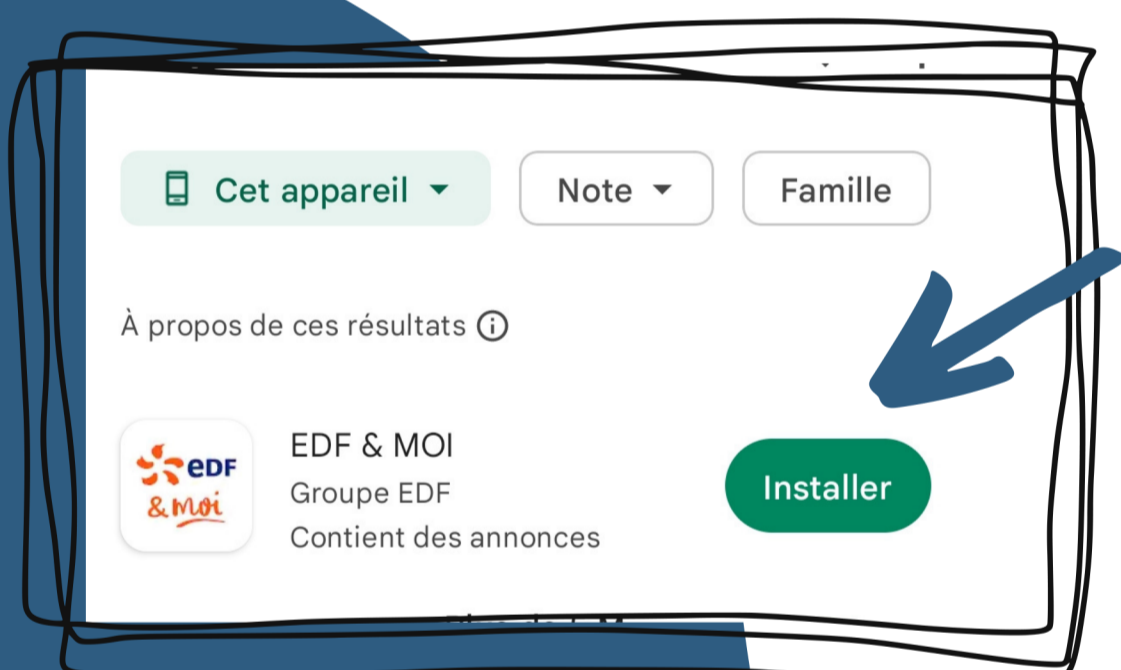 Cet appareil
Note
Famille
À propos de ces résultats
eDF
& moi
EDF & MOI
Groupe EDF
Contient des annonces
Installer